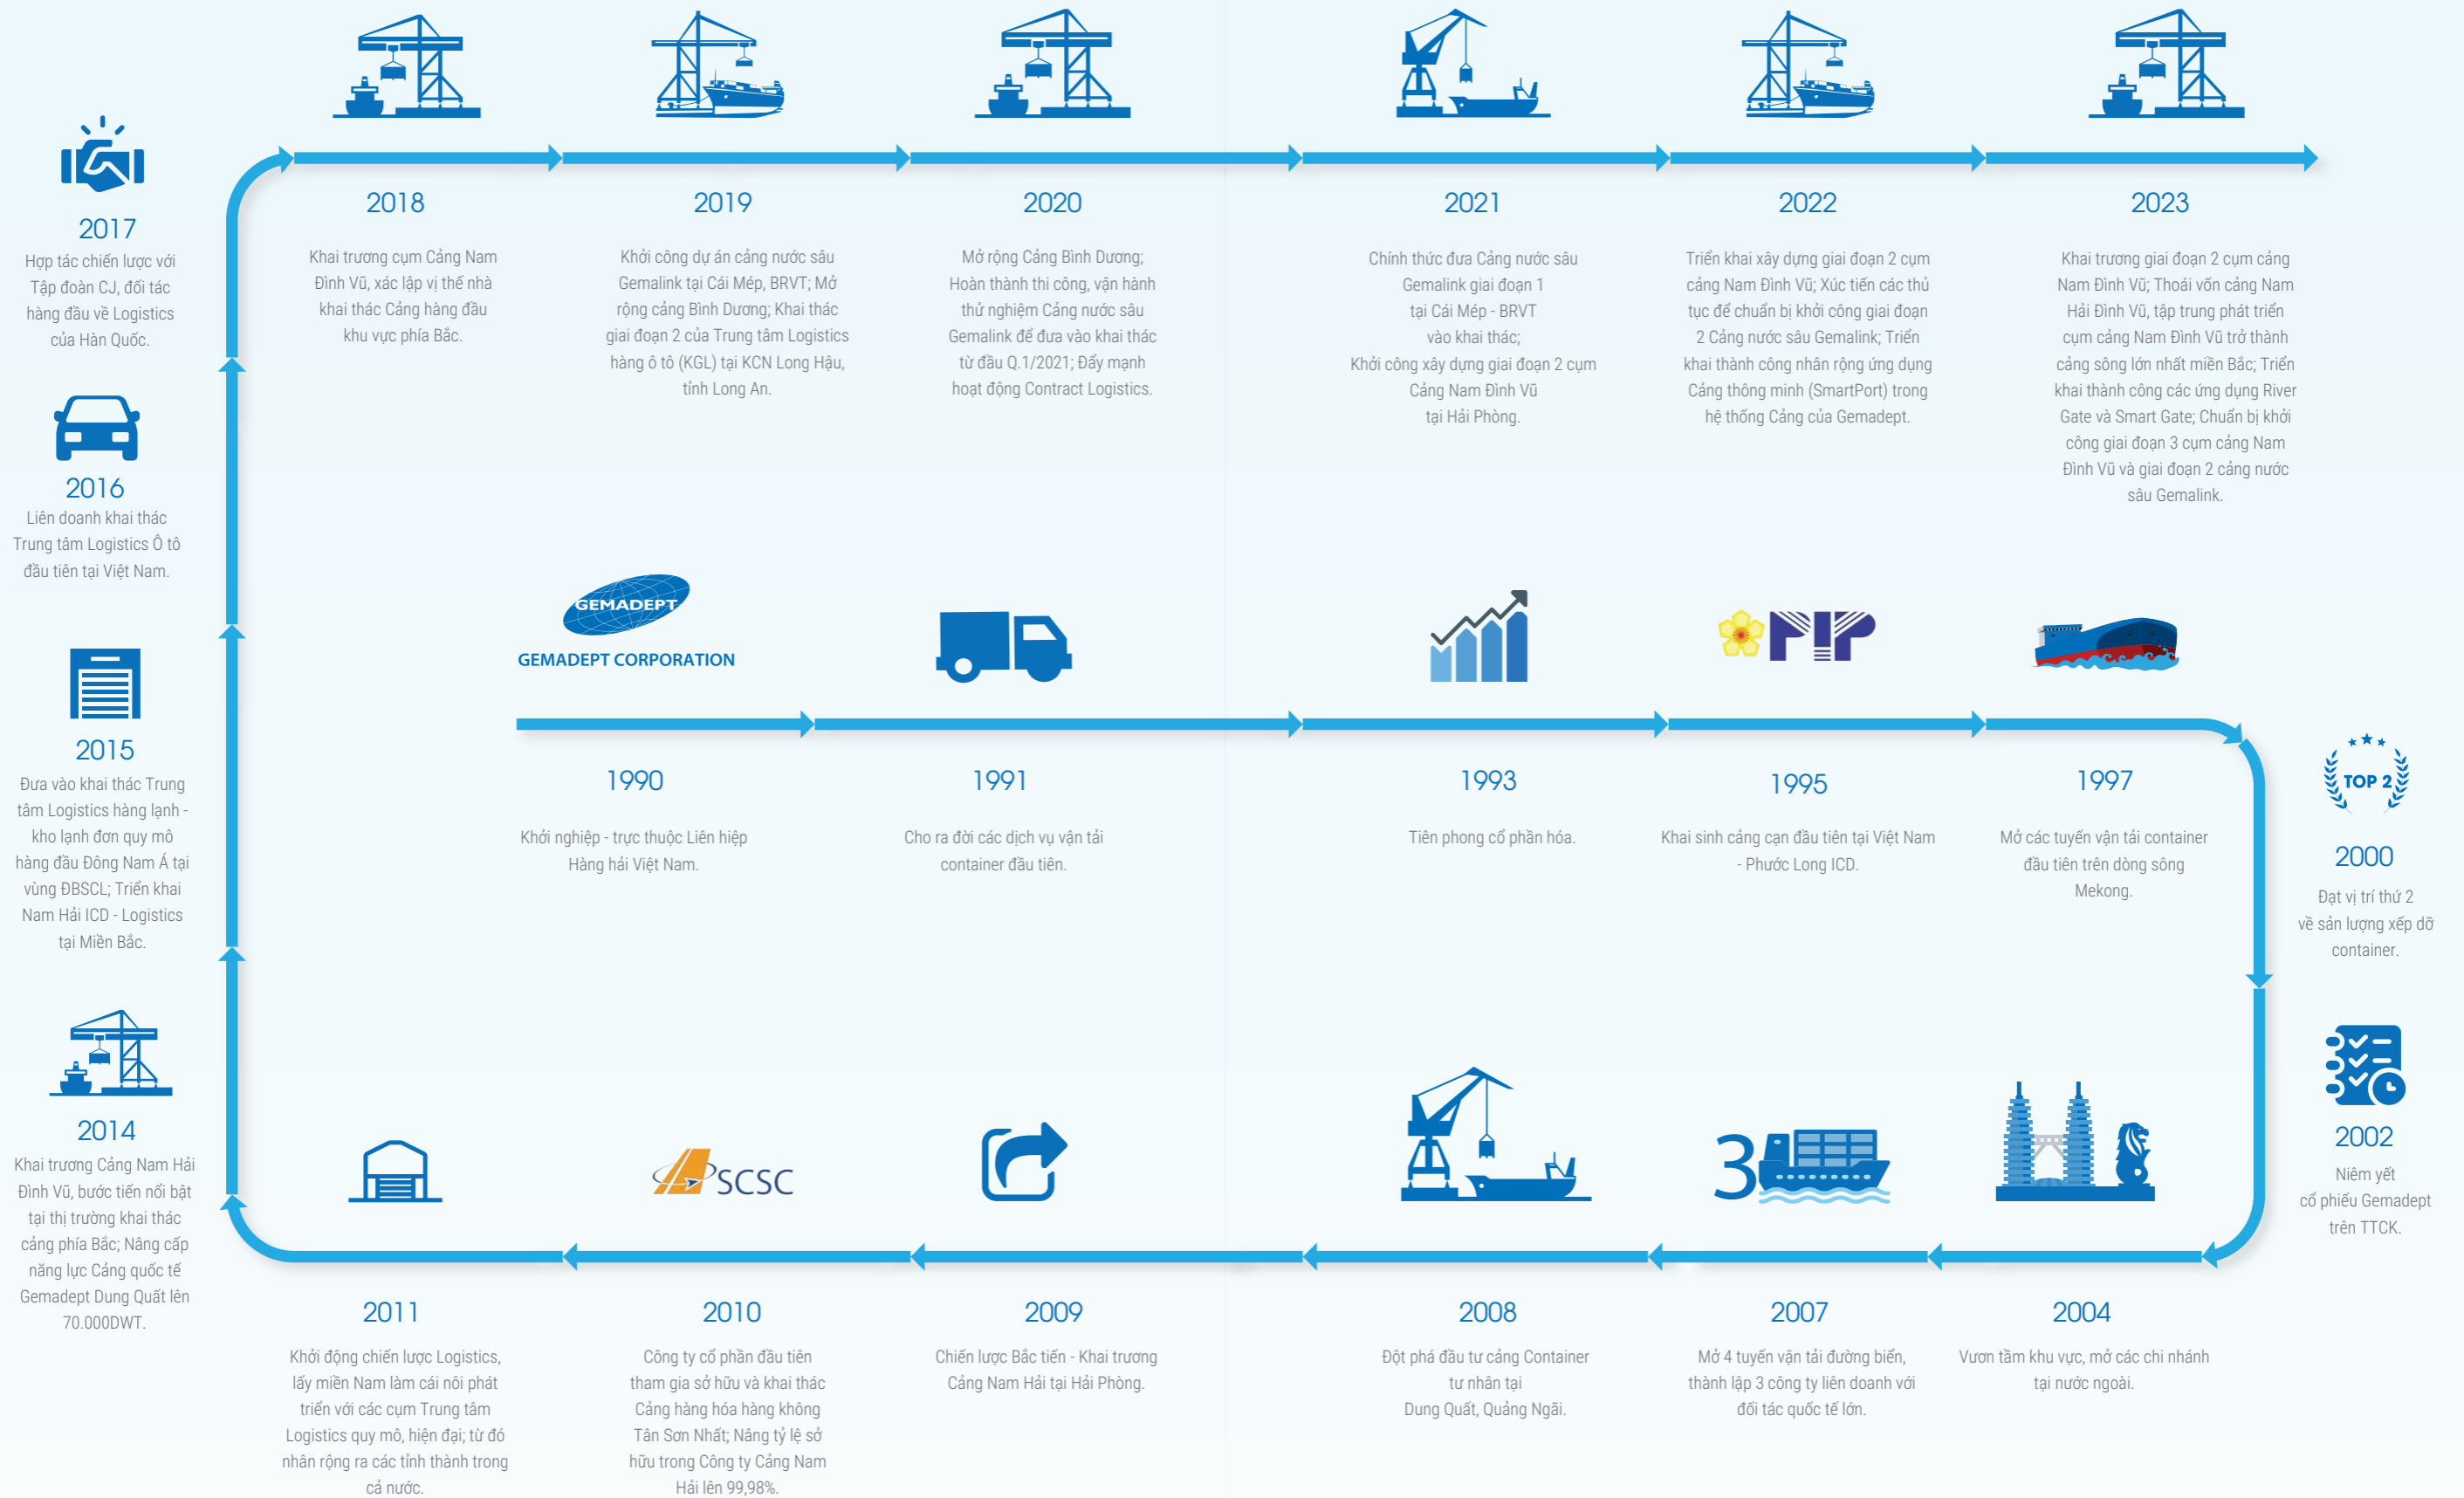 GEMADEPT
GEMADEPT CORPORATION
1990
Khởi nghiệp - trực thuộc Liên hiệp
Hàng hải Việt Nam.
1991
Cho ra đời các dịch vụ vận tải
container đầu tiên.
1993
Tiên phong cổ phần hóa.
PIP
1995
Khai sinh cảng cạn đầu tiên tại Việt Nam
- Phước Long ICD.
1997
Mở các tuyến vận tải container
đầu tiên trên dòng sông
Mekong.
TOP 2
2000
Đạt vị trí thứ 2
về sản lượng xếp dỡ
container.
2002
Niêm yết
cổ phiếu Gemadept
trên TTCK.
2004
Vươn tầm khu vực, mở các chi nhánh
tại nước ngoài.
3
2007
Mở 4 tuyến vận tải đường biển,
thành lập 3 công ty liên doanh với
đối tác quốc tế lớn.
2008
Đột phá đầu tư cảng Container
tư nhân tại
Dung Quất, Quảng Ngãi.
2009
Chiến lược Bắc tiến - Khai trương
Cảng Nam Hải tại Hải Phòng.
SCSC
2010
Công ty cổ phần đầu tiên
tham gia sở hữu và khai thác
Cảng hàng hóa hàng không
Tân Sơn Nhất; Nâng tỷ lệ sở
hữu trong Công ty Cảng Nam
Hải lên 99,98%.
2011
Khởi động chiến lược Logistics,
lấy miền Nam làm cái nôi phát
triển với các cụm Trung tâm
Logistics quy mô, hiện đại; từ đó
nhân rộng ra các tỉnh thành trong
cả nước.
2014
Khai trương Cảng Nam Hải
Đình Vũ, bước tiến nổi bật
tại thị trường khai thác
cảng phía Bắc; Nâng cấp
năng lực Cảng quốc tế
Gemadept Dung Quất lên
70.000DWT.
2015
Đưa vào khai thác Trung
tâm Logistics hàng lạnh -
kho lạnh đơn quy mô
hàng đầu Đông Nam Á tại
vùng ĐBSCL; Triển khai
Nam Hải ICD - Logistics
tại Miền Bắc.
2016
Liên doanh khai thác
Trung tâm Logistics Ô tô
đầu tiên tại Việt Nam.
2017
Hợp tác chiến lược với
Tập đoàn CJ, đối tác
hàng đầu về Logistics
của Hàn Quốc.
2018
Khai trương cụm Cảng Nam
Đình Vũ, xác lập vị thế nhà
khai thác Cảng hàng đầu
khu vực phía Bắc.
2019
Khởi công dự án cảng nước sâu
Gemalink tại Cái Mép, BRVT; Mở
rộng cảng Bình Dương; Khai thác
giai đoạn 2 của Trung tâm Logistics
hàng ô tô (KGL) tại KCN Long Hậu,
tỉnh Long An.
2020
Mở rộng Cảng Bình Dương;
Hoàn thành thi công, vận hành
thử nghiệm Cảng nước sâu
Gemalink để đưa vào khai thác
từ đầu Q.1/2021; Đẩy mạnh
hoạt động Contract Logistics.
2021
Chính thức đưa Cảng nước sâu
Gemalink giai đoạn 1
tại Cái Mép - BRVT
vào khai thác;
Khởi công xây dựng giai đoạn 2 cụm
Cảng Nam Đình Vũ
tại Hải Phòng.
2022
Triển khai xây dựng giai đoạn 2 cụm
cảng Nam Đình Vũ; Xúc tiến các thủ
tục để chuẩn bị khởi công giai đoạn
2 Cảng nước sâu Gemalink; Triển
khai thành công nhân rộng ứng dụng
Cảng thông minh (SmartPort) trong
hệ thống Cảng của Gemadept.
2023
Khai trương giai đoạn 2 cụm cảng
Nam Đình Vũ; Thoái vốn cảng Nam
Hải Đình Vũ, tập trung phát triển
cụm cảng Nam Đình Vũ trở thành
cảng sông lớn nhất miền Bắc; Triển
khai thành công các ứng dụng River
Gate và Smart Gate; Chuẩn bị khởi
công giai đoạn 3 cụm cảng Nam
Đình Vũ và giai đoạn 2 cảng nước
sâu Gemalink.